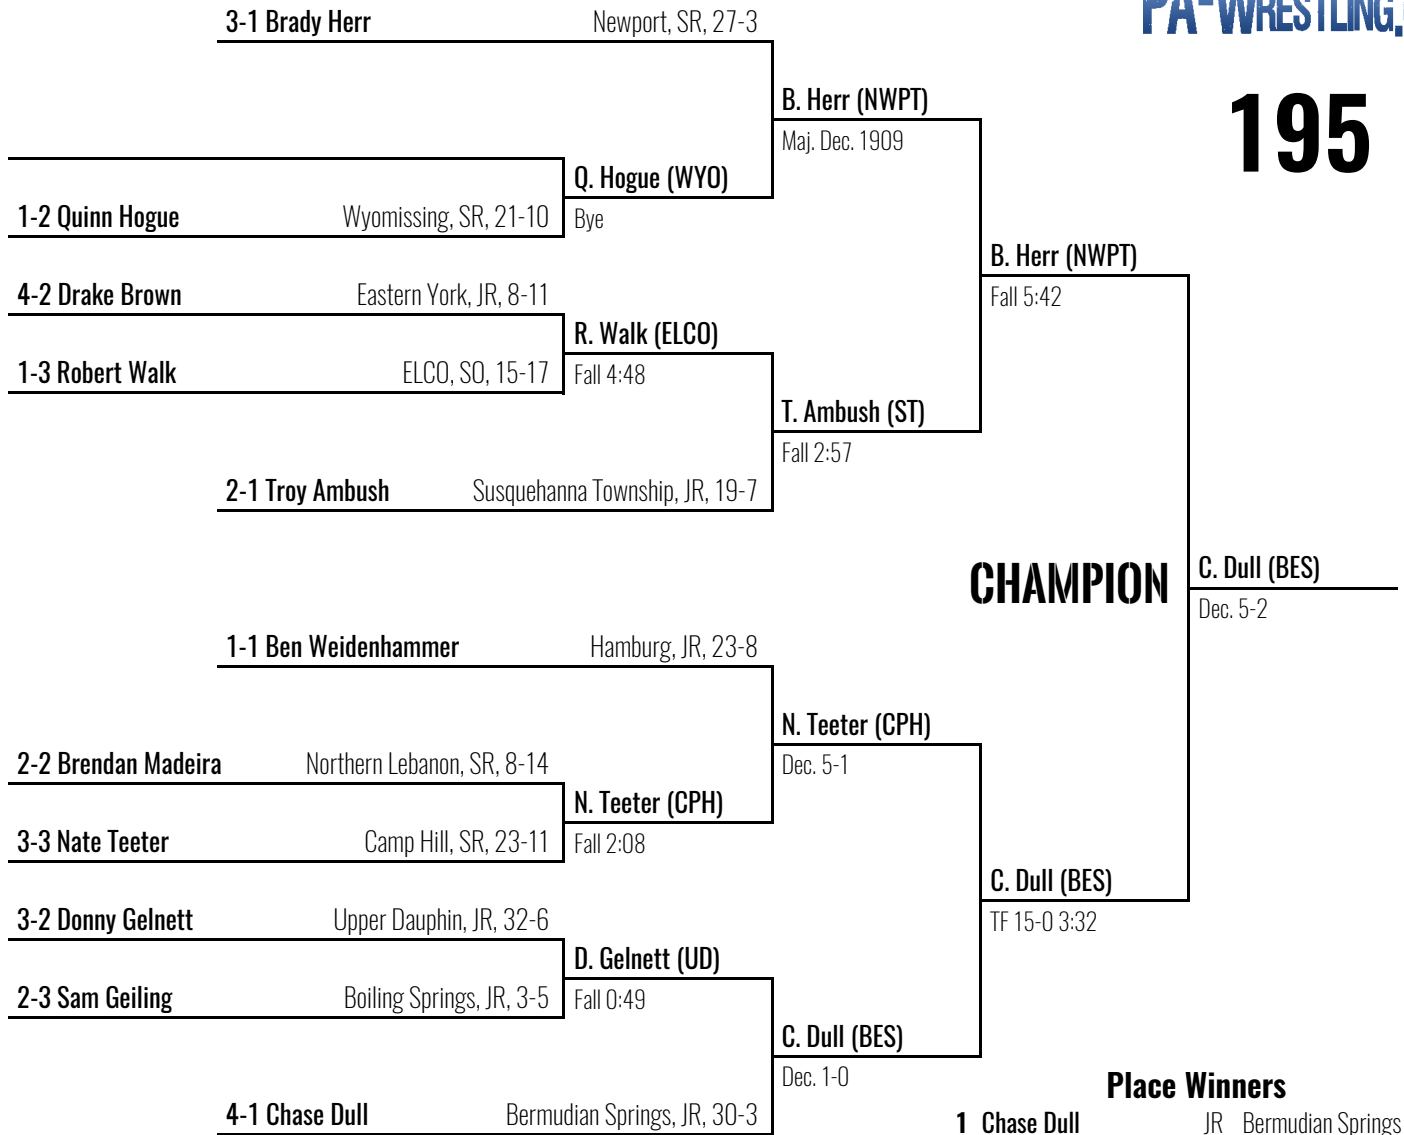 PA-WRESTLING.
195
3-1 Brady Herr Newport, SR, 27-3
B. Herr (NWPT)
Maj. Dec. 1909
Q. Hogue (WYO)
1-2 Quinn Hogue Wyomissing, SR, 21-10
Bye
B. Herr (NWPT)
Fall 5:42
4-2 Drake Brown Eastern York, JR, 8-11
R. Walk (ELCO)
1-3 Robert Walk ELCO, SO, 15-17
Fall 4:48
T. Ambush (ST)
Fall 2:57
2-1 Troy Ambush Susquehanna Township, JR, 19-7
CHAMPION
C. Dull (BES)
Dec. 5-2
1-1 Ben Weidenhammer Hamburg, JR, 23-8
N. Teeter (CPH)
Dec. 5-1
2-2 Brendan Madeira Northern Lebanon, SR, 8-14
N. Teeter (CPH)
3-3 Nate Teeter Camp Hill, SR, 23-11
Fall 2:08
C. Dull (BES)
TF 15-0 3:32
3-2 Donny Gelnett Upper Dauphin, JR, 32-6
D. Gelnett (UD)
2-3 Sam Geiling Boiling Springs, JR, 3-5
Fall 0:49
C. Dull (BES)
Dec. 1-0
4-1 Chase Dull Bermudian Springs, JR, 30-3
Place Winners
1 Chase Dull JR Bermudian Springs